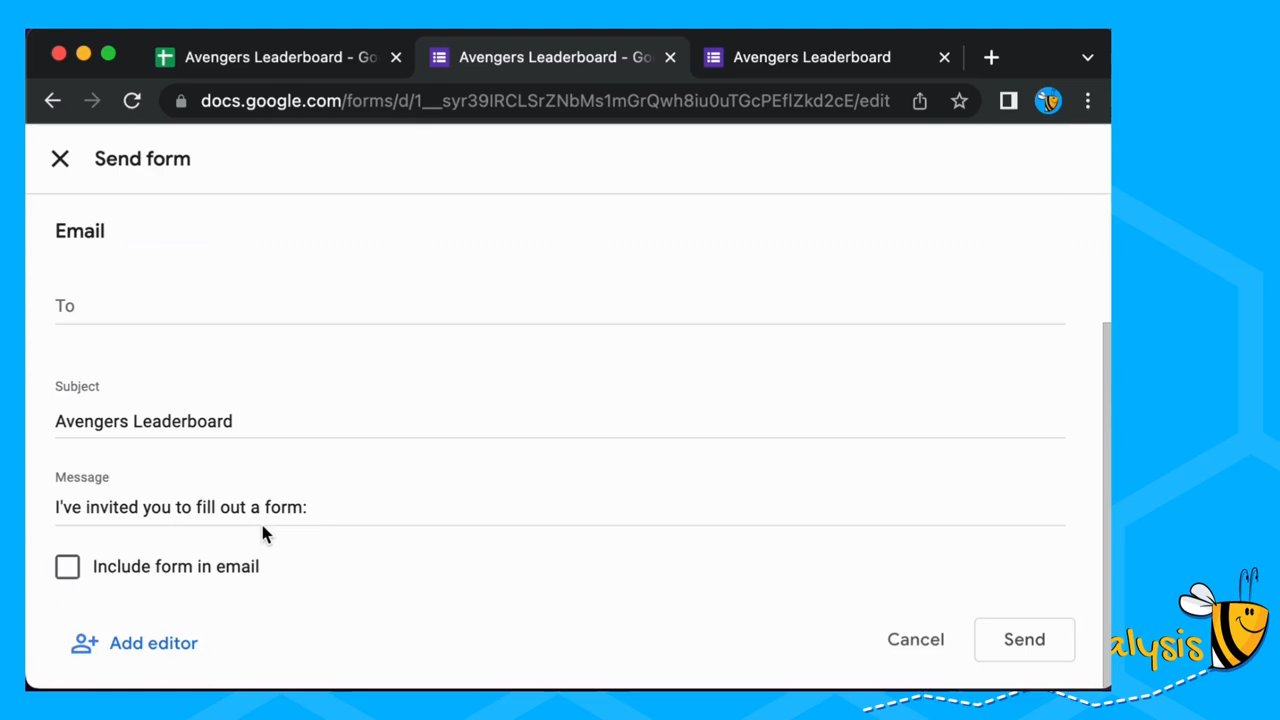 Avengers Leaderboard - Go
Avengers Leaderboard - Go
Avengers Leaderboard
docs.google.com/forms/d/1__syr39IRCLSrZNbMs1mGrQwh8iu0uTGcPEfIZkd2cE/edit
Send form
Email
To
Subject
Avengers Leaderboard
Message
I've invited you to fill out a form:
Include form in email
Add editor
Cancel
Send
alysis